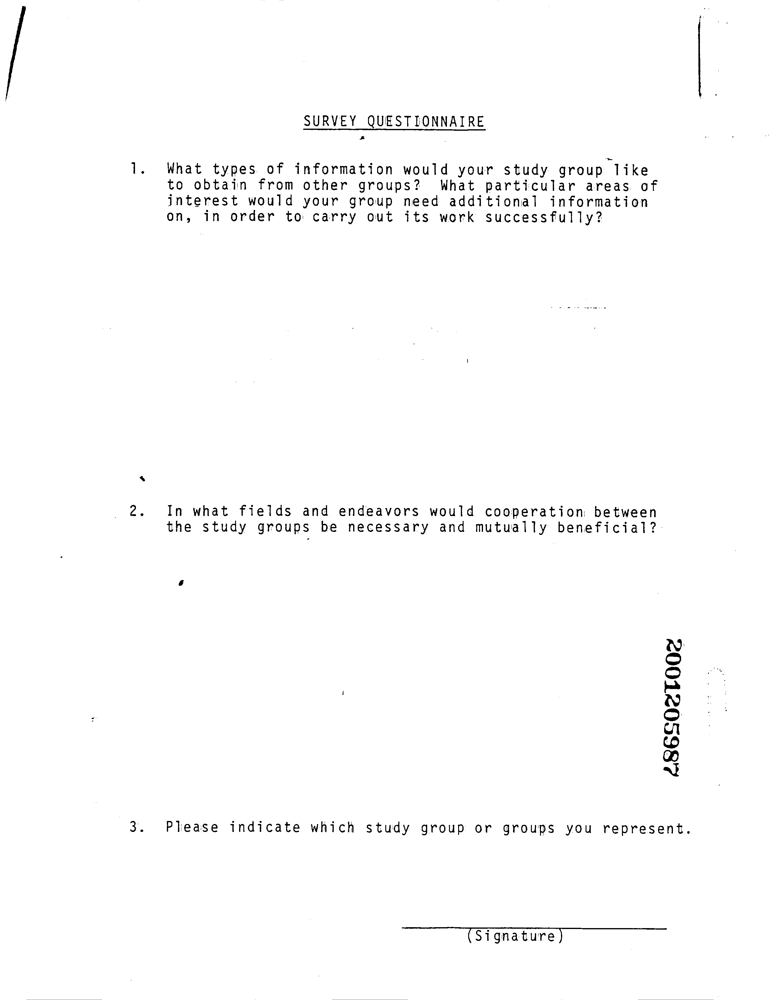 SURVEY QUESTIONNAIRE
1. What types of information would your study group like
to obtain from other groups? What particular areas of
interest would your group need additional information
on, in order to carry out its work successfully?
2. In what fields and endeavors would cooperation between
the study groups be necessary and mutually beneficial?
2001205987
3. Please indicate which study group or groups you represent.
(Signature)